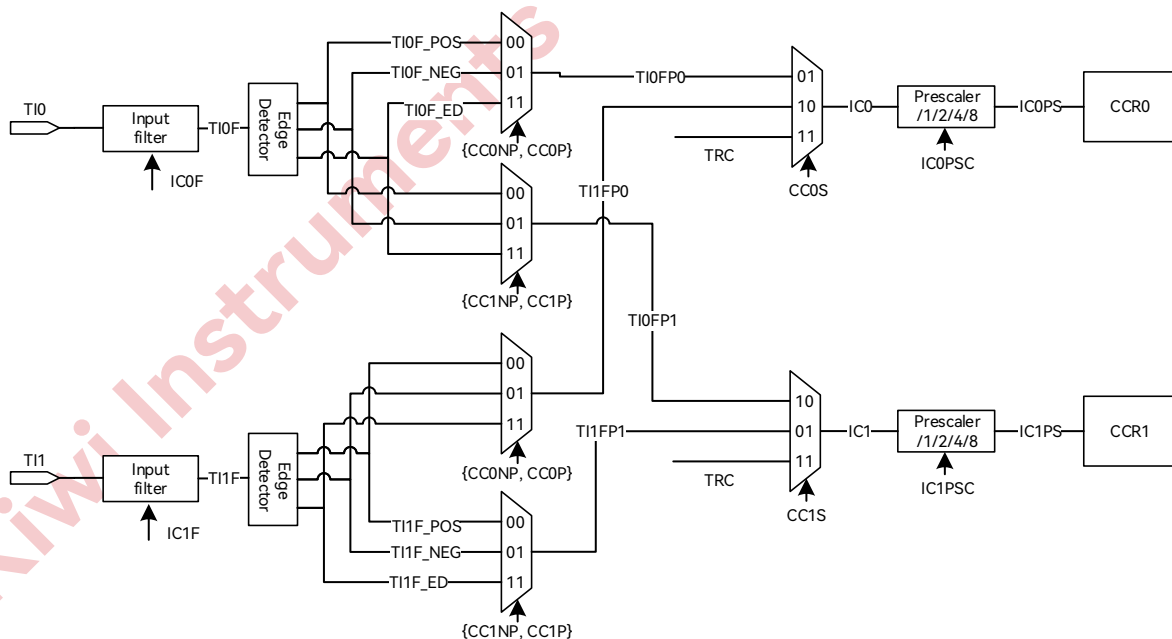 Kiwi Instruments
TI0F_POS
00
TI0F_NEG
01
TI0FP0
01
TI0
Input
filter
TI0F
Edge
Detector
TI0F_ED
11
10
IC0
Prescaler
/1/2/4/8
IC0PS
CCR0
{CC0NP, CC0P}
11
TRC
IC0F
IC0PSC
CC0S
00
TI1FP0
01
11
{CC1NP, CC1P}
TI0FP1
00
01
10
11
TI1FP1
01
IC1
Prescaler
/1/2/4/8
IC1PS
CCR1
TI1
Input
filter
TI1F
Edge
Detector
{CC0NP, CC0P}
11
TRC
IC1PSC
CC1S
IC1F
TI1F_POS
00
TI1F_NEG
01
TI1F_ED
11
{CC1NP, CC1P}